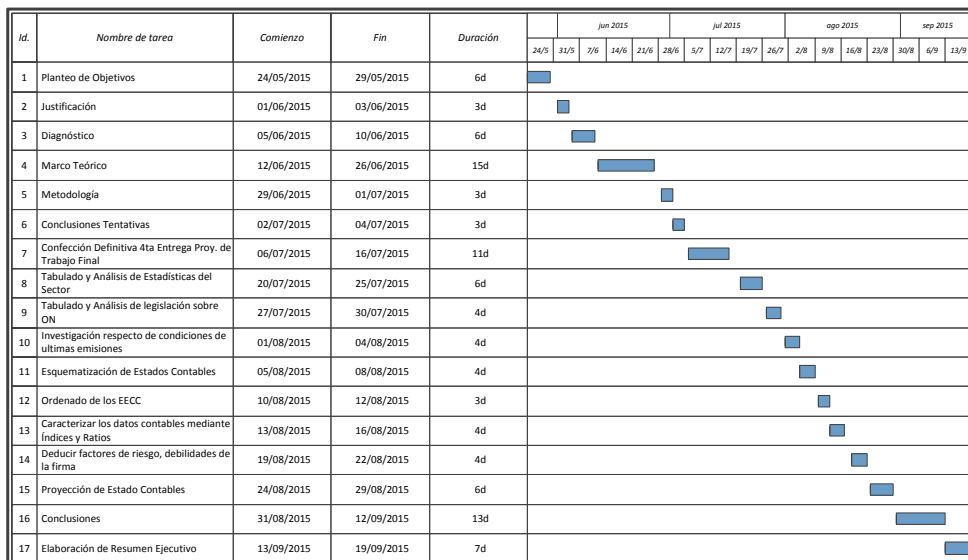 Id. Nombre de tarea Comienzo Fin Duración jun 2015 jul 2015 ago 2015 sep 2015
24/5 31/5 7/6 14/6 21/6 28/6 5/7 12/7 19/7 26/7 2/8 9/8 16/8 23/8 30/8 6/9 13/9
1 Planteo de Objetivos 24/05/2015 29/05/2015 6d
2 Justificación 01/06/2015 03/06/2015 3d
3 Diagnóstico 05/06/2015 10/06/2015 6d
4 Marco Teórico 12/06/2015 26/06/2015 15d
5 Metodología 29/06/2015 01/07/2015 3d
6 Conclusiones Tentativas 02/07/2015 04/07/2015 3d
7 Confección Definitiva 4ta Entrega Proy. de
Trabajo Final 06/07/2015 16/07/2015 11d
8 Tabulado y Análisis de Estadísticas del
Sector 20/07/2015 25/07/2015 6d
9 Tabulado y Análisis de legislación sobre
ON 27/07/2015 30/07/2015 4d
10 Investigación respecto de condiciones de
ultimas emisiones 01/08/2015 04/08/2015 4d
11 Esquematización de Estados Contables 05/08/2015 08/08/2015 4d
12 Ordenado de los EECC 10/08/2015 12/08/2015 3d
13 Caracterizar los datos contables mediante
Índices y Ratios 13/08/2015 16/08/2015 4d
14 Deducir factores de riesgo, debilidades de
la firma 19/08/2015 22/08/2015 4d
15 Proyección de Estado Contables 24/08/2015 29/08/2015 6d
16 Conclusiones 31/08/2015 12/09/2015 13d
17 Elaboración de Resumen Ejecutivo 13/09/2015 19/09/2015 7d